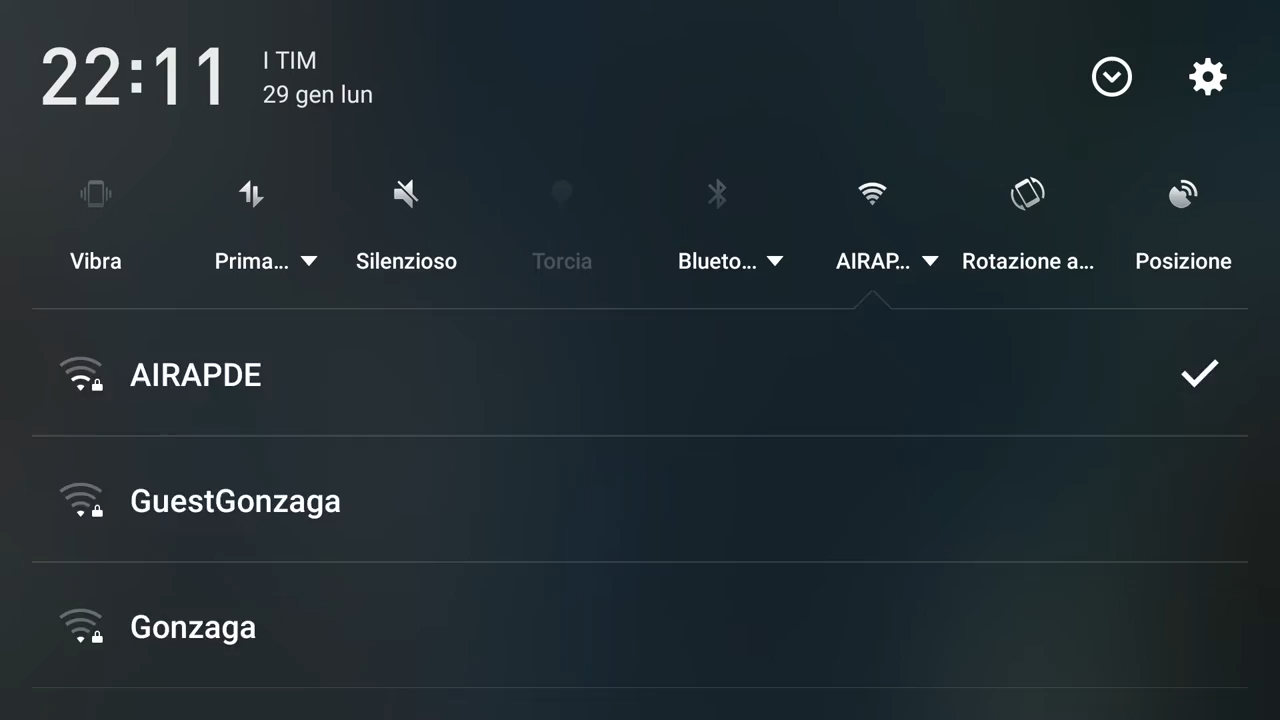 22:11
I TIM
29 gen lun
Vibra
Prima...
Silenzioso
Torcia
Blueto...
AIRAP...
Rotazione a...
Posizione
AIRAPDE
GuestGonzaga
Gonzaga